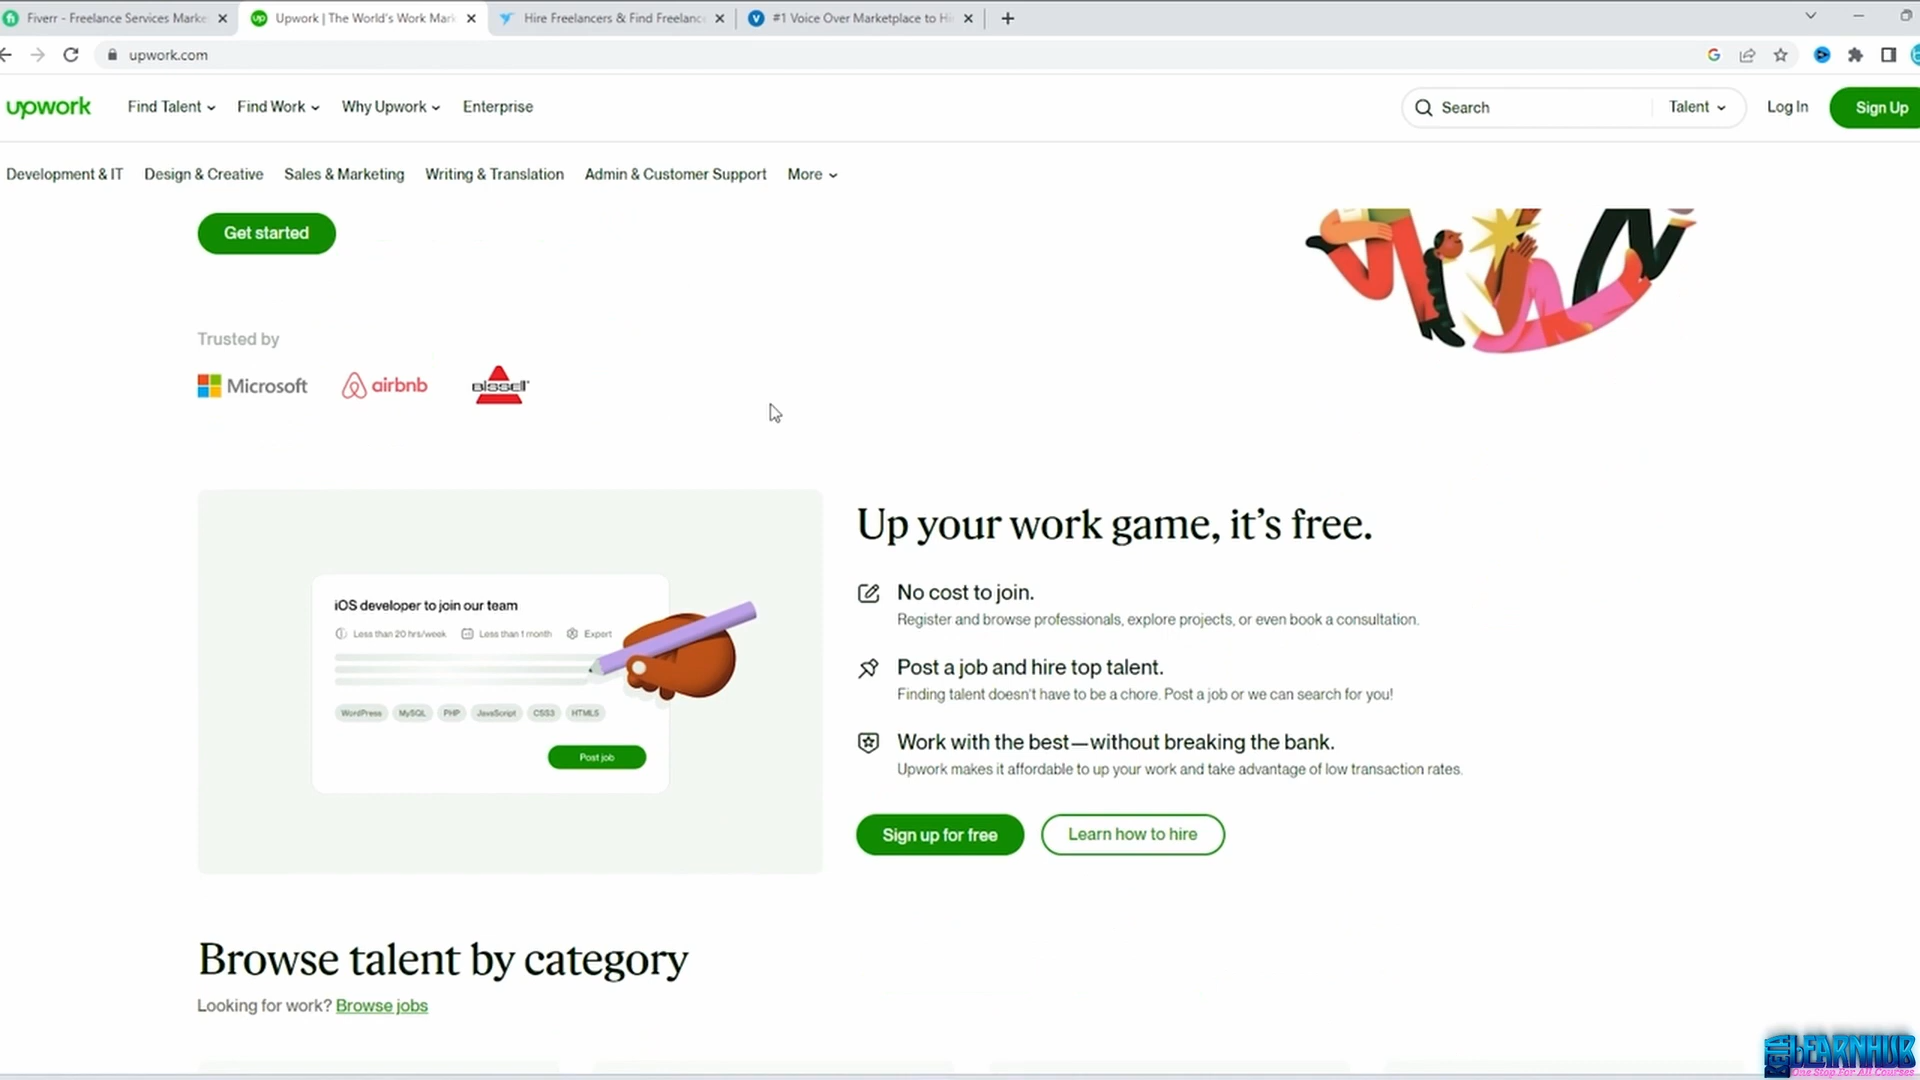 Fiverr - Freelance Services Marke
Upwork | The World's Work Mark
Hire Freelancers & Find Freelanc
#1 Voice Over Marketplace to Hi
upwork.com
upwork
Find Talent
Find Work
Why Upwork
Enterprise
Search
Talent
Log In
Sign Up
Development & IT
Design & Creative
Sales & Marketing
Writing & Translation
Admin & Customer Support
More
Get started
Trusted by
Microsoft
airbnb
BISSELL
iOS developer to join our team
Less than 20 hrs/week
Less than 1 month
Expert
WordPress
MySQL
PHP
JavaScript
CSS3
HTML5
Post job
Up your work game, it's free.
No cost to join.
Register and browse professionals, explore projects, or even book a consultation.
Post a job and hire top talent.
Finding talent doesn't have to be a chore. Post a job or we can search for you!
Work with the best—without breaking the bank.
Upwork makes it affordable to up your work and take advantage of low transaction rates.
Sign up for free
Learn how to hire
Browse talent by category
Looking for work? Browse jobs
BETA
LEARNHUB
One Stop For All Courses